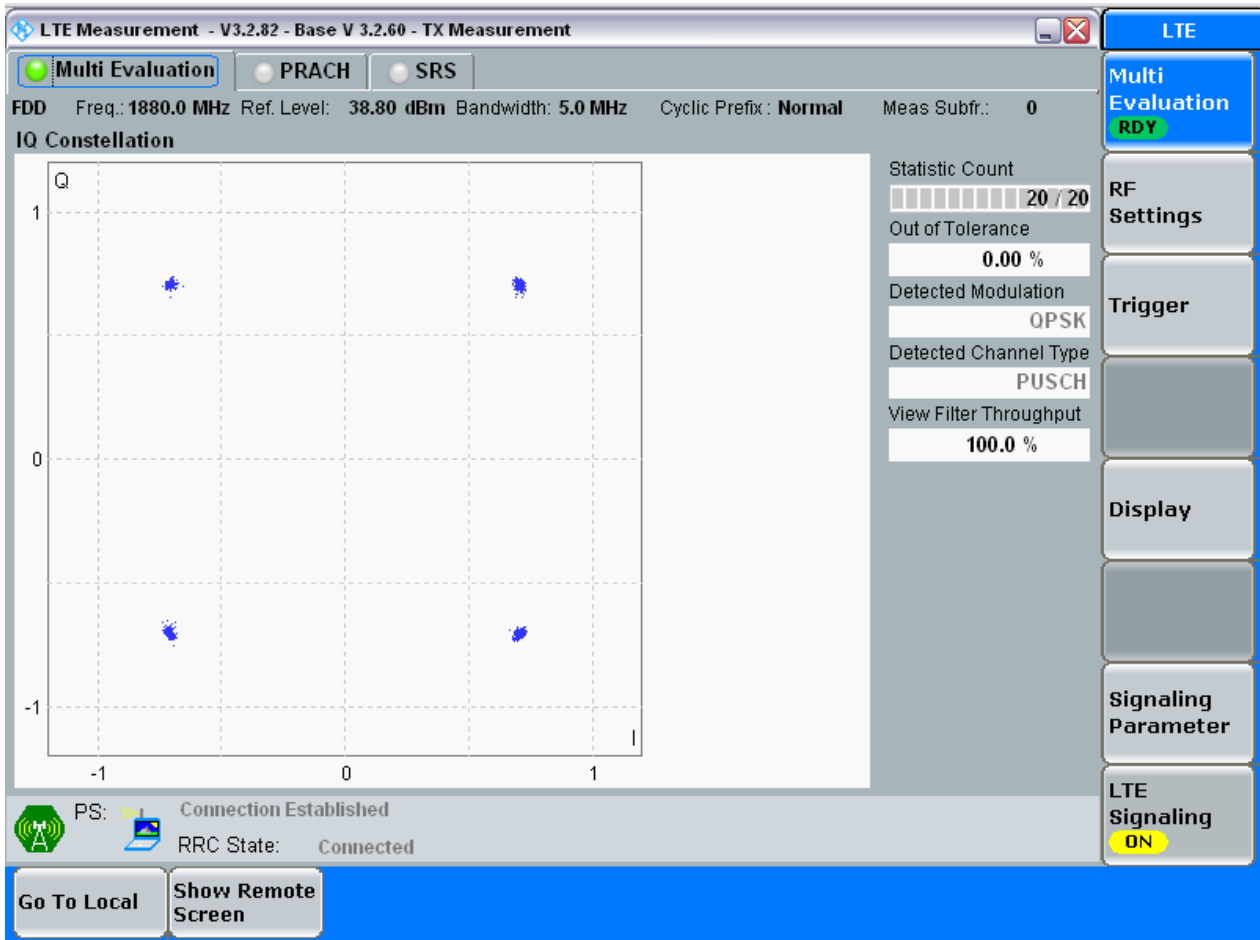 LTE Measurement - V3.2.82 - Base V 3.2.60 - TX Measurement
LTE
Multi Evaluation PRACH SRS
FDD Freq.: 1880.0 MHz Ref. Level: 38.80 dBm Bandwidth: 5.0 MHz Cyclic Prefix : Normal Meas Subfr.: 0
IQ Constellation
Q
1
0
-1
I
-1 0 1
Statistic Count
20 / 20
Out of Tolerance
0.00 %
Detected Modulation
QPSK
Detected Channel Type
PUSCH
View Filter Throughput
100.0 %
Multi
Evaluation
RDY
RF
Settings
Trigger
Display
Signaling
Parameter
LTE
Signaling
ON
PS: Connection Established
RRC State: Connected
Go To Local
Show Remote
Screen